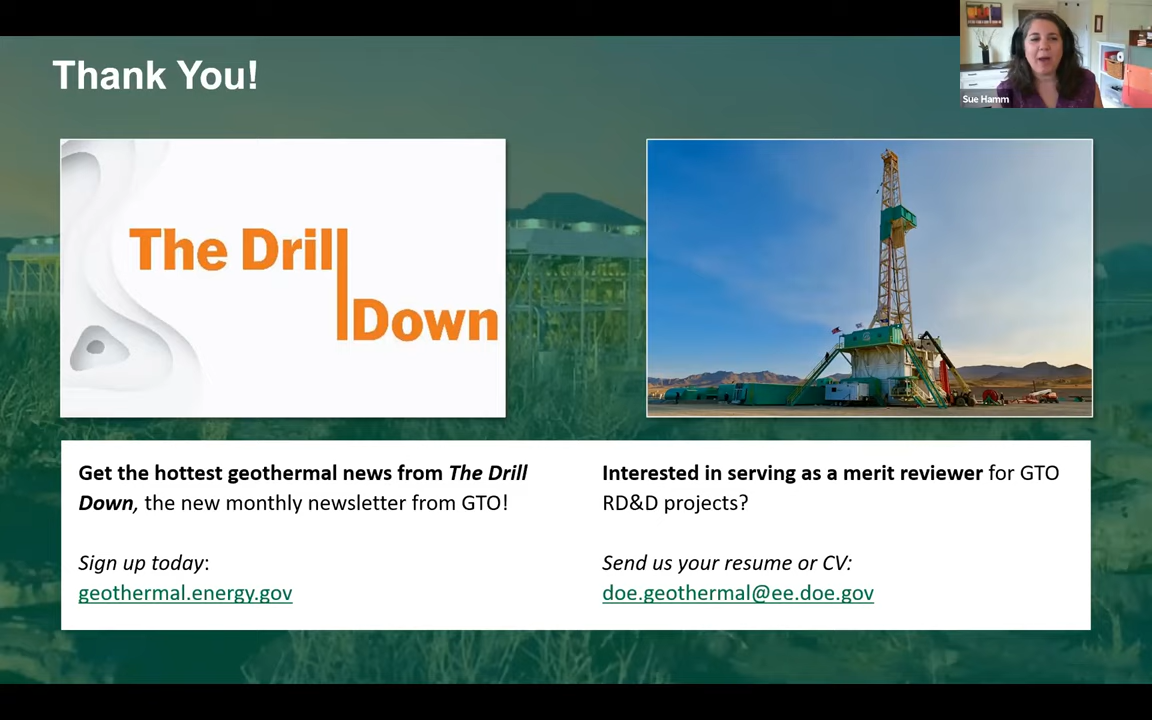 Thank You!
Sue Hamm
The Drill
Down
Get the hottest geothermal news from The Drill
Down, the new monthly newsletter from GTO!
Sign up today:
geothermal.energy.gov
Interested in serving as a merit reviewer for GTO
RD&D projects?
Send us your resume or CV:
doe.geothermal@ee.doe.gov